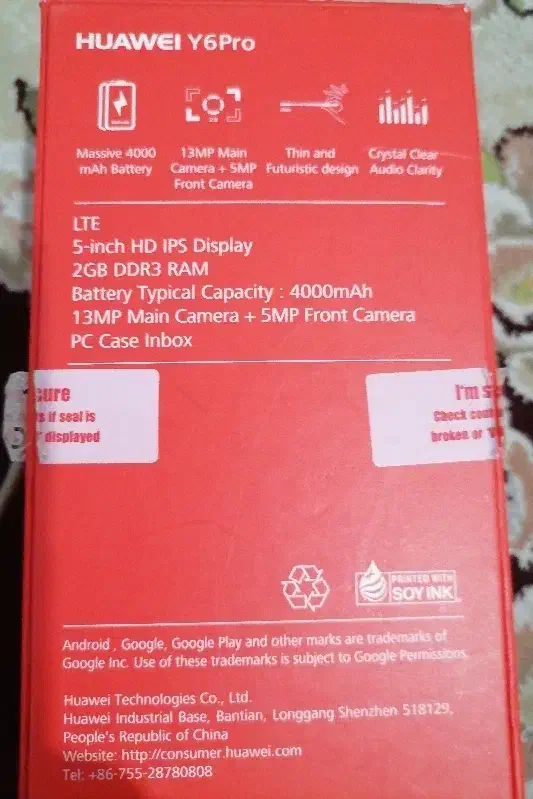 HUAWEI Y6Pro
Massive 4000
mAh Battery
13MP Main
Camera + 5MP
Front Camera
Thin and
Futuristic design
Crystal Clear
Audio Clarity
LTE
5-inch HD IPS Display
2GB DDR3 RAM
Battery Typical Capacity : 4000mAh
13MP Main Camera + 5MP Front Camera
PC Case Inbox
sure
if seal is
displayed
I'm
Check
broken or
PRINTED WITH
SOY INK
Android , Google, Google Play and other marks are trademarks of
Google Inc. Use of these trademarks is subject to Google Permissions.
Huawei Technologies Co., Ltd.
Huawei Industrial Base, Bantian, Longgang Shenzhen 518129,
People's Republic of China
Website: http://consumer.huawei.com
Tel: +86-755-28780808